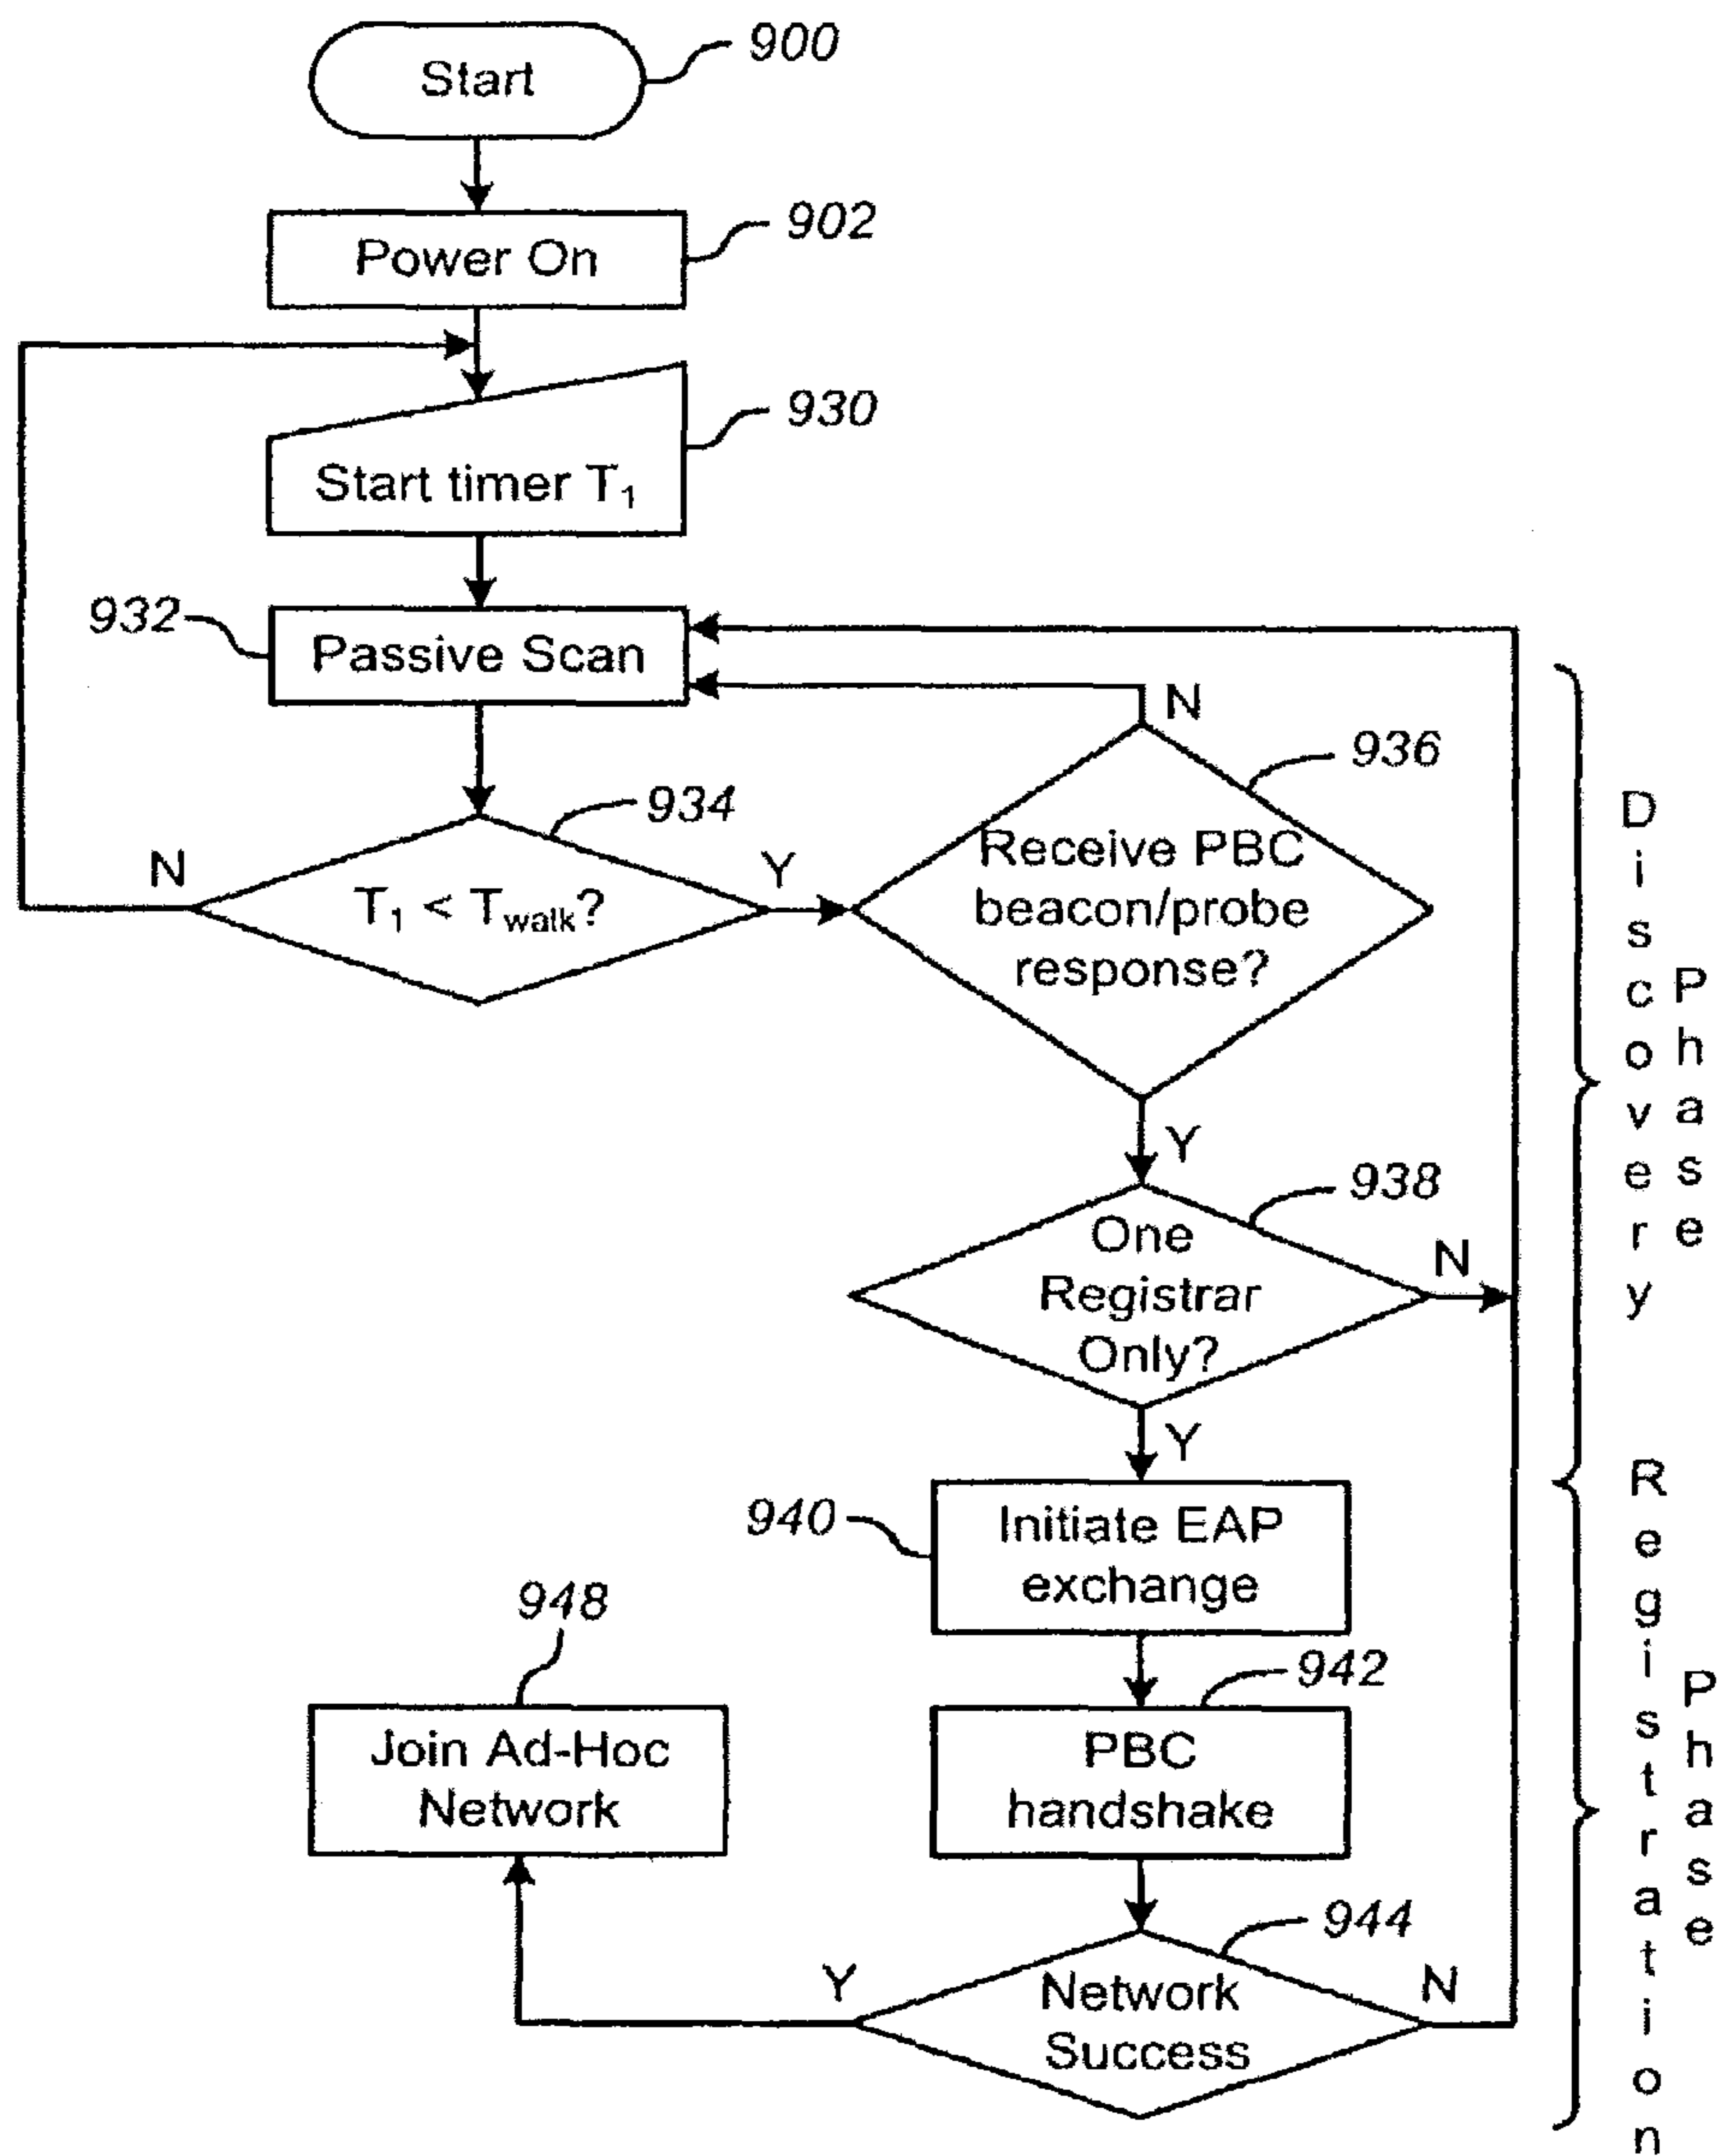 Start
900
Power On
902
930
Start timer T₁
932
Passive Scan
N
936
934
N
T₁ < Twalk?
Y
Receive PBC
beacon/probe
response?
Y
938
One
Registrar
Only?
N
Y
Discovery
Phase
940
Initiate EAP
exchange
948
942
Join Ad-Hoc
Network
PBC
handshake
944
Y
Network
Success
N
Registration
Phase